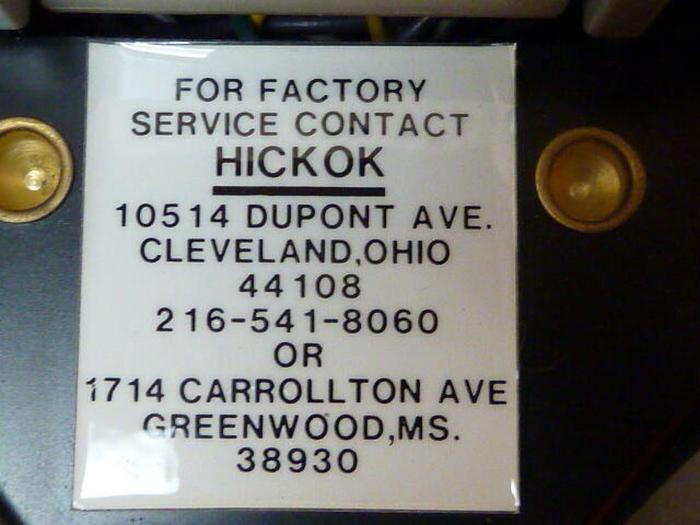 FOR FACTORY
SERVICE CONTACT
HICKOK
10514 DUPONT AVE.
CLEVELAND,OHIO
44108
216-541-8060
OR
1714 CARROLLTON AVE
GREENWOOD,MS.
38930